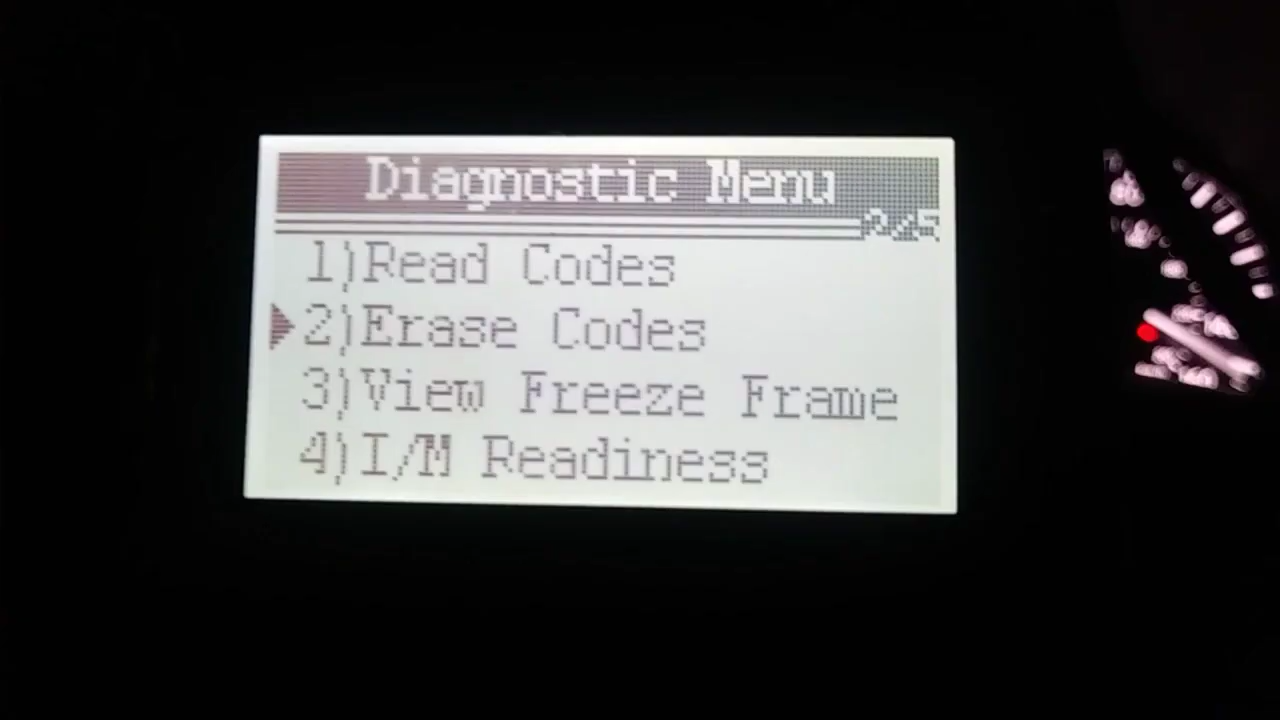 Diagnostic Menu
1)Read Codes
2)Erase Codes
3)View Freeze Frame
4)I/M Readiness